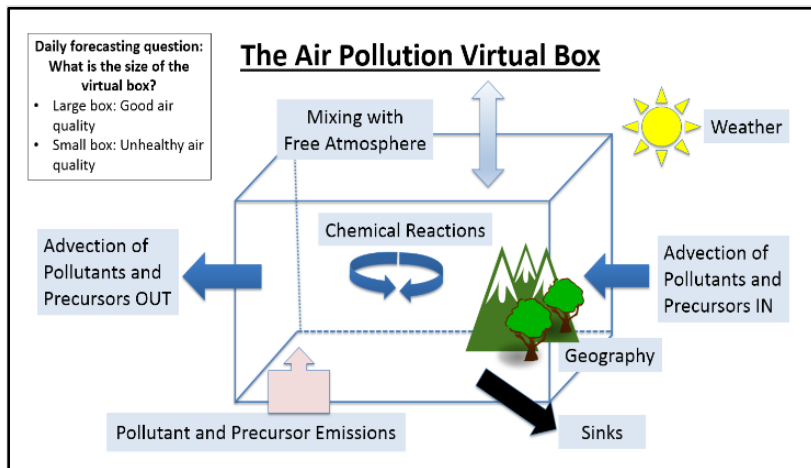 Daily forecasting question:
What is the size of the
virtual box?
• Large box: Good air
quality
• Small box: Unhealthy air
quality
The Air Pollution Virtual Box
Mixing with
Free Atmosphere
Weather
Chemical Reactions
Advection of
Pollutants and
Precursors OUT
Advection of
Pollutants and
Precursors IN
Geography
Pollutant and Precursor Emissions
Sinks